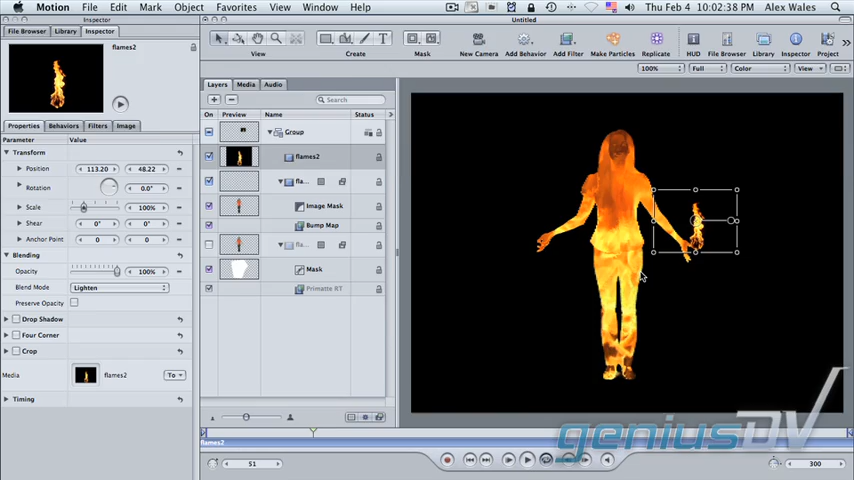 Motion File Edit Mark Object Favorites View Window Share Help Thu Feb 4 10:02:38 PM Alex Wales
Inspector
Untitled
File Browser Library Inspector
flames2
View Create Mask New Camera Add Behavior Add Filter Make Particles Replicate HUD File Browser Library Inspector Project
100% Full Color View
Layers Media Audio
Search
On Preview Name Status
Group
flames2
fla...
Image Mask
Bump Map
fla...
Mask
Primatte RT
Properties Behaviors Filters Image
Parameter Value
Transform
Position 113.20 48.22
Rotation 0.0°
Scale 100%
Shear 0° 0°
Anchor Point 0 0
Blending
Opacity 100%
Blend Mode Lighten
Preserve Opacity
Drop Shadow
Four Corner
Crop
Media flames2 To
Timing
flames2
51
300
geniusDV